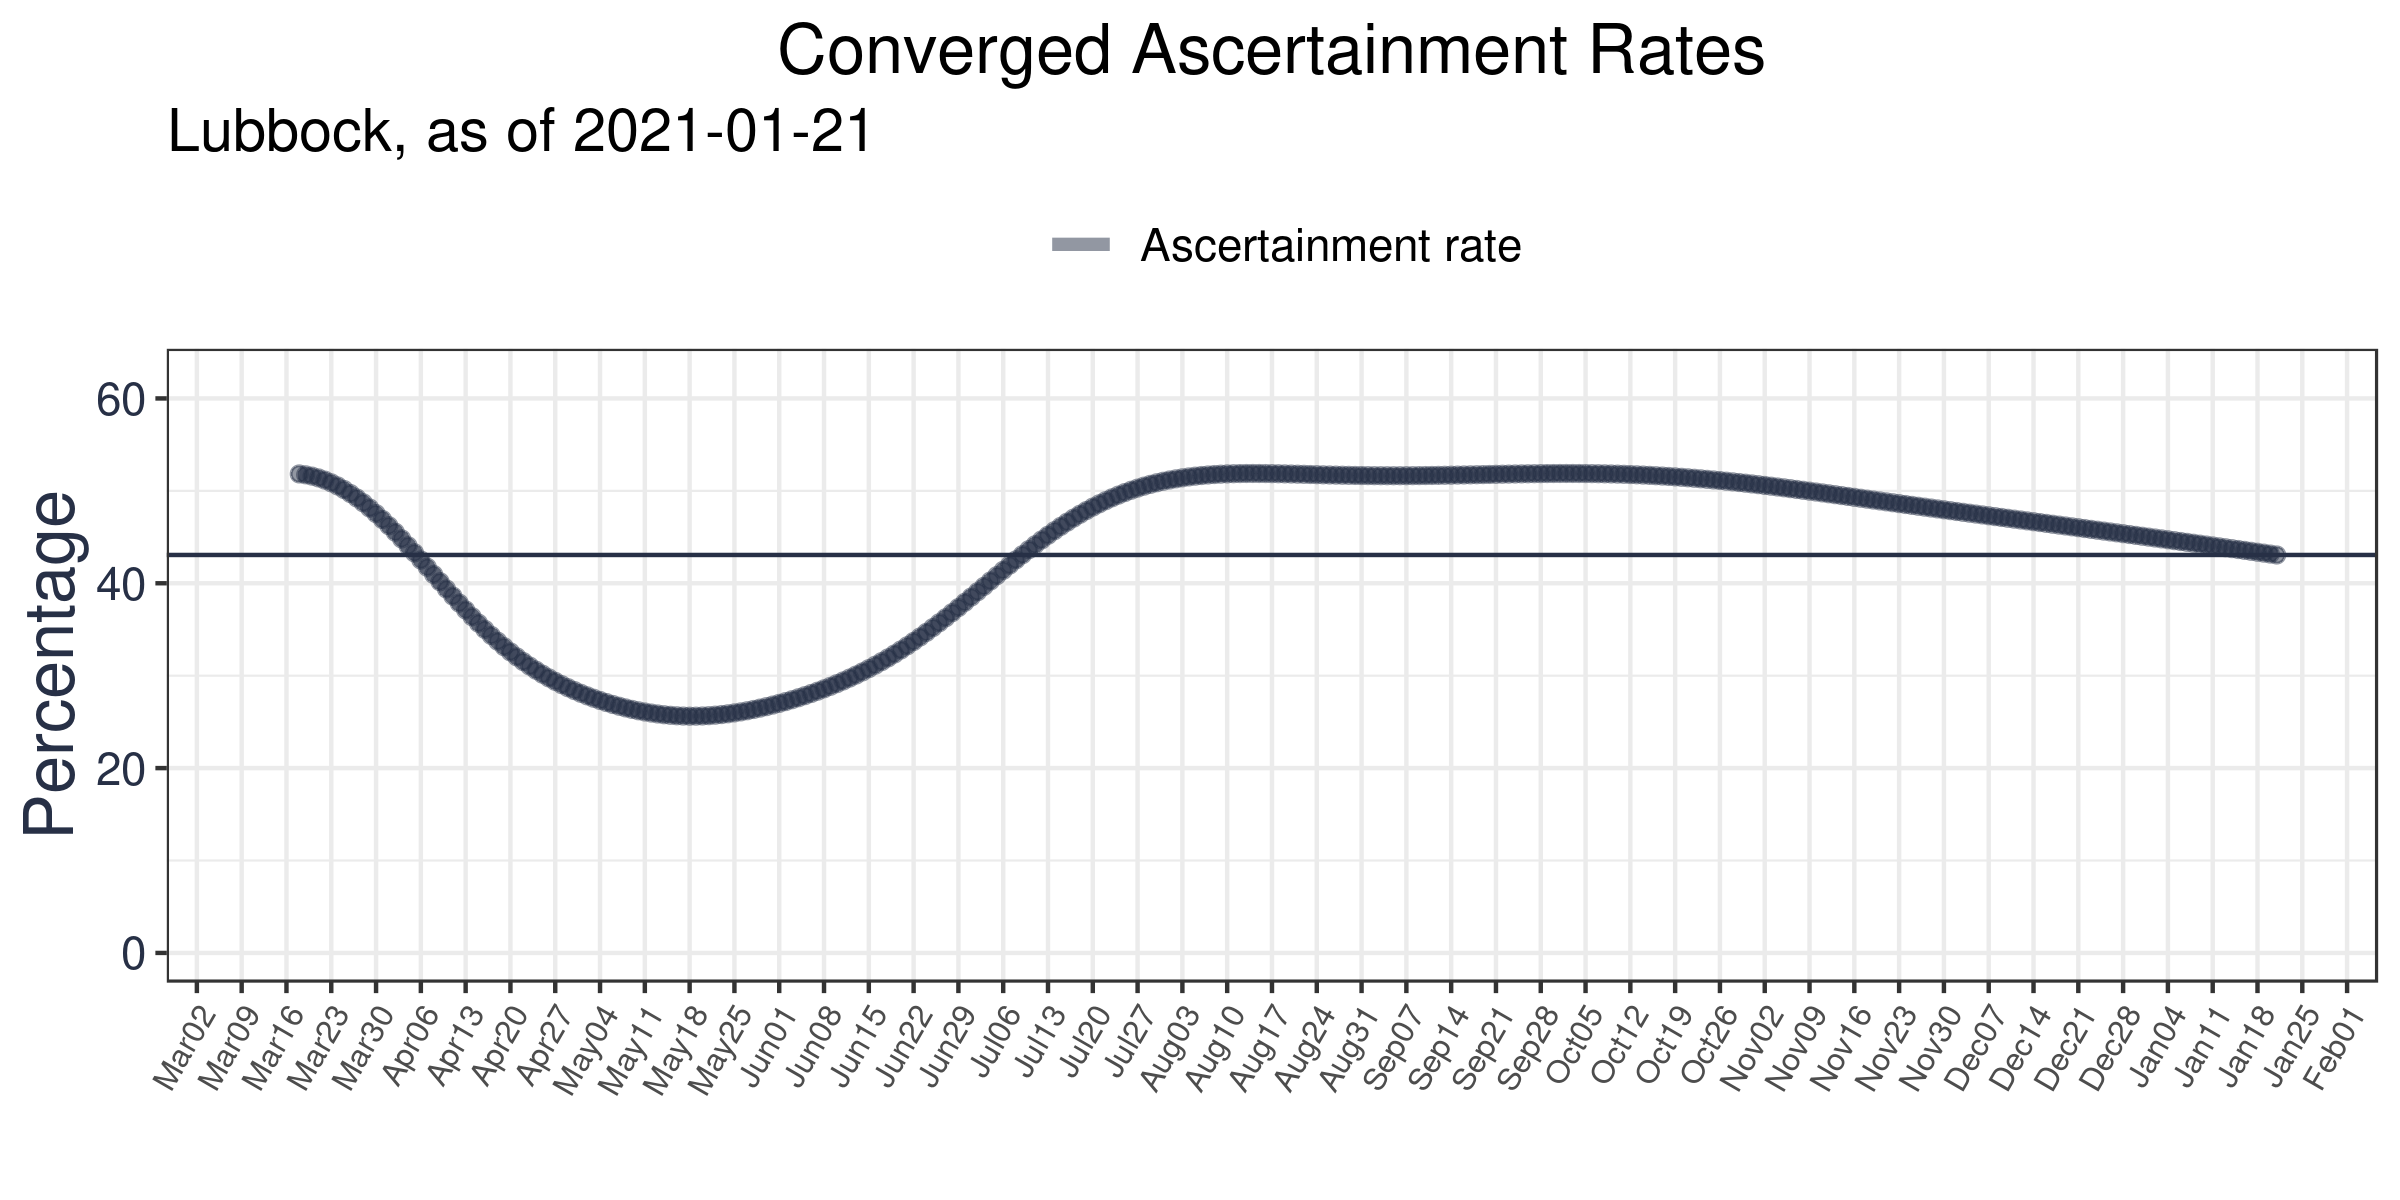 Converged Ascertainment Rates
Lubbock, as of 2021-01-21
Ascertainment rate
Percentage
60
40
20
0
Mar02
Mar09
Mar16
Mar23
Mar30
Apr06
Apr13
Apr20
Apr27
May04
May11
May18
May25
Jun01
Jun08
Jun15
Jun22
Jun29
Jul06
Jul13
Jul20
Jul27
Aug03
Aug10
Aug17
Aug24
Aug31
Sep07
Sep14
Sep21
Sep28
Oct05
Oct12
Oct19
Oct26
Nov02
Nov09
Nov16
Nov23
Nov30
Dec07
Dec14
Dec21
Dec28
Jan04
Jan11
Jan18
Jan25
Feb01